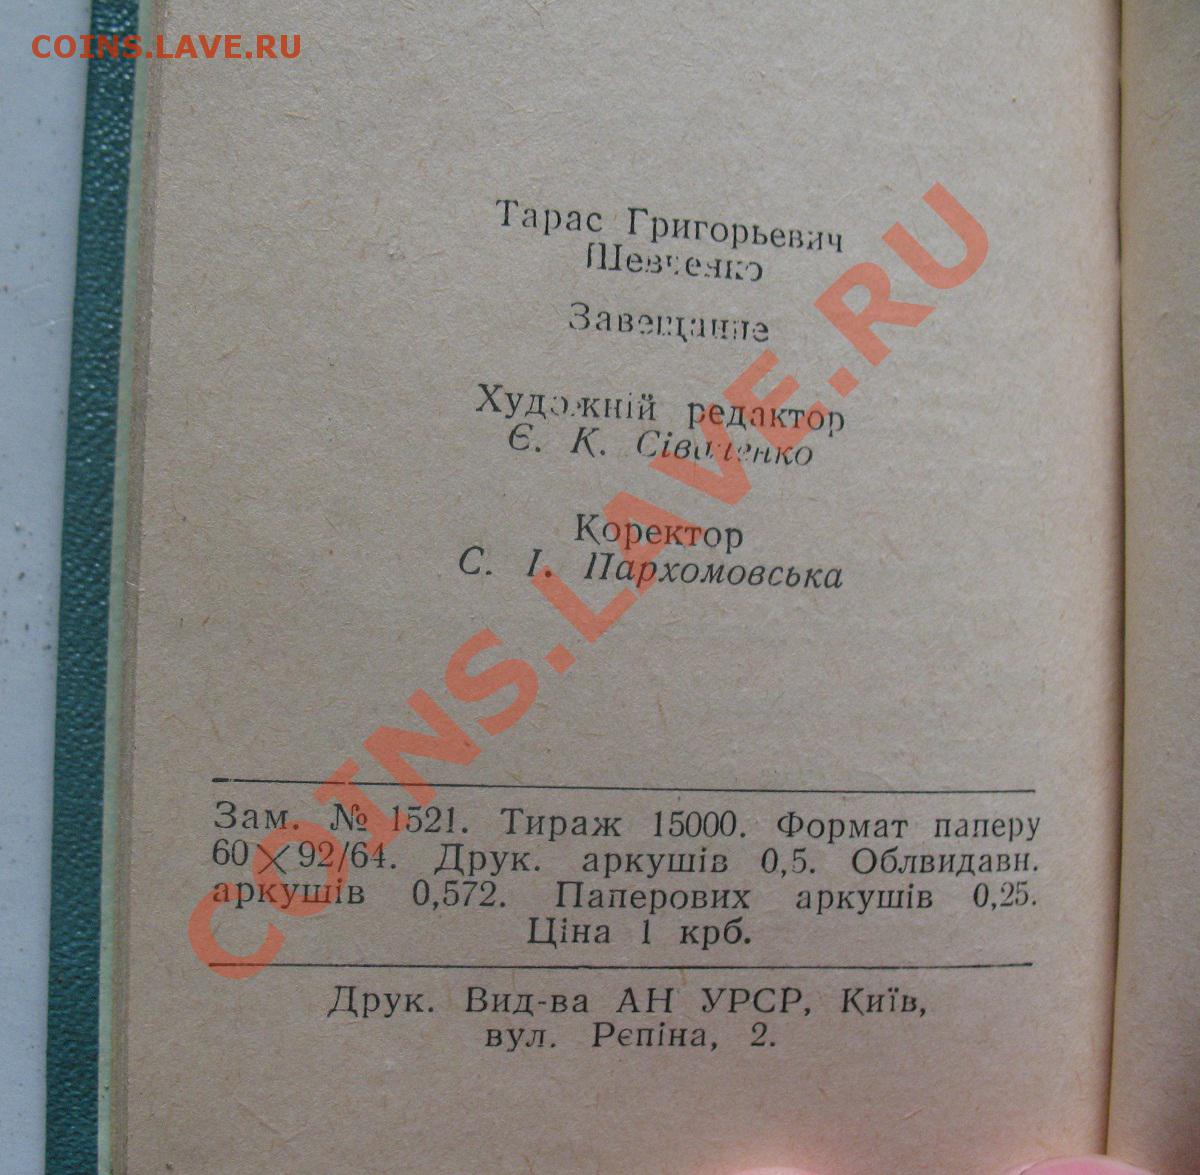 COINS.LAVE.RU
Тарас Григорьевич
Шевченко
Завещание
Художній редактор
Є. К. Сіваченко
Коректор
С. І. Пархомовська
Зам. № 1521. Тираж 15000. Формат паперу
60×92/64. Друк. аркушів 0,5. Облвидавн.
аркушів 0,572. Паперових аркушів 0,25.
Ціна 1 крб.
Друк. Вид-ва АН УРСР, Київ,
вул. Рєпіна, 2.
COINS.LAVE.RU